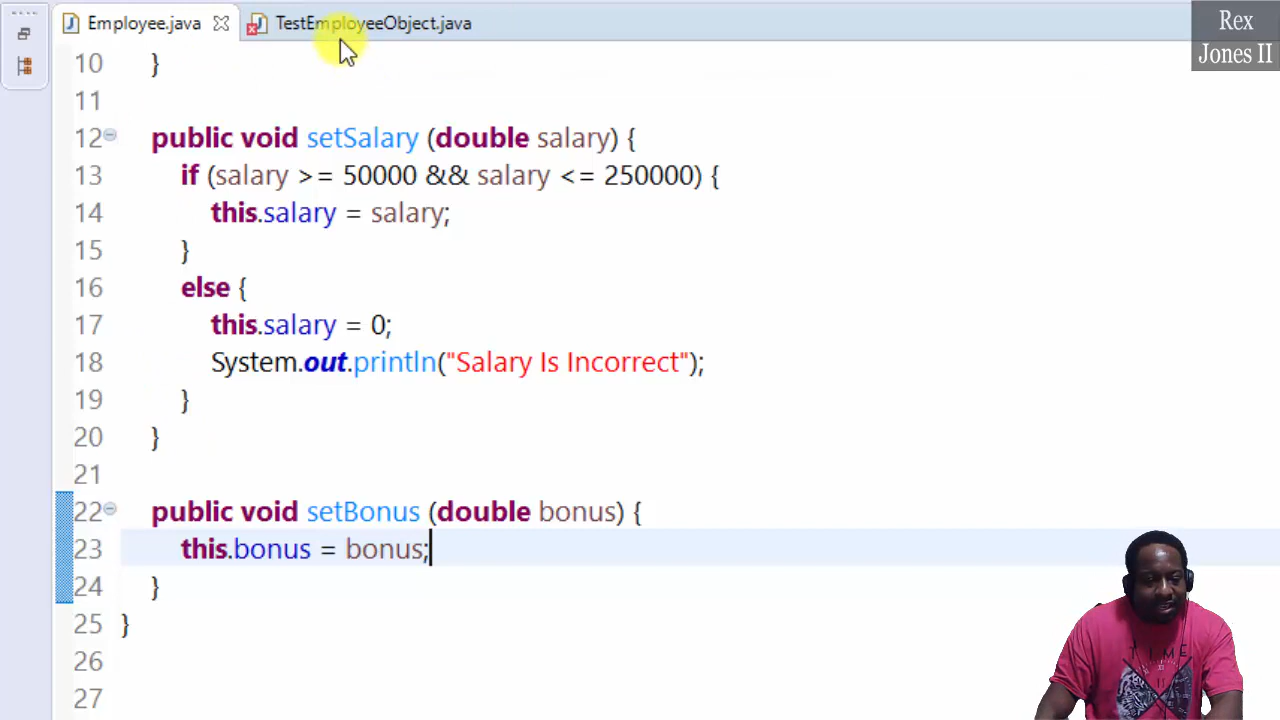 Employee.java TestEmployeeObject.java
Rex
Jones II
10 }
11
12 public void setSalary (double salary) {
13 if (salary >= 50000 && salary <= 250000) {
14 this.salary = salary;
15 }
16 else {
17 this.salary = 0;
18 System.out.println("Salary Is Incorrect");
19 }
20 }
21
22 public void setBonus (double bonus) {
23 this.bonus = bonus;
24 }
25 }
26
27
TIME